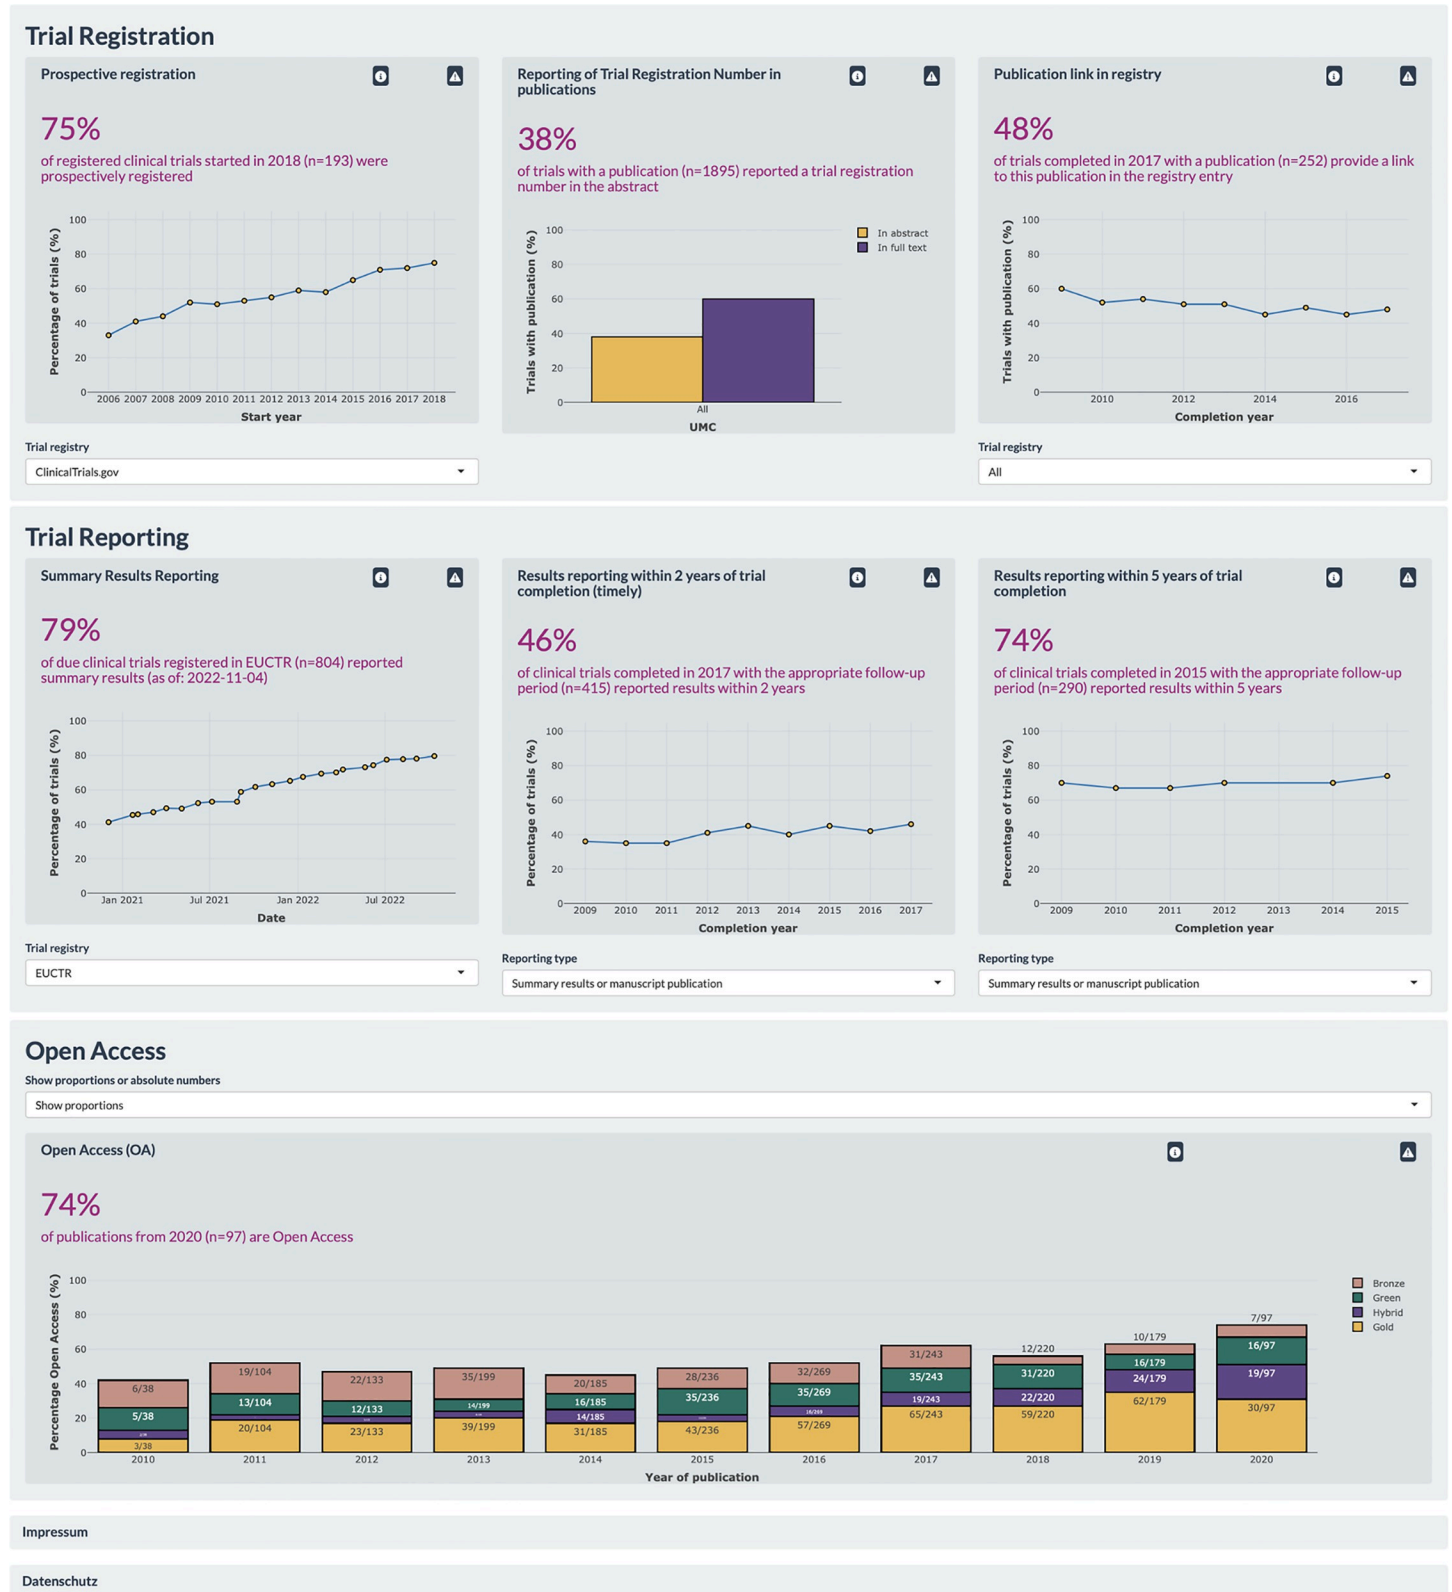 Trial Registration
Prospective registration
75%
of registered clinical trials started in 2018 (n=193) were
prospectively registered
Percentage of trials (%)
100
80
60
40
20
0
2006 2007 2008 2009 2010 2011 2012 2013 2014 2015 2016 2017 2018
Start year
Trial registry
ClinicalTrials.gov
Reporting of Trial Registration Number in
publications
38%
of trials with a publication (n=1895) reported a trial registration
number in the abstract
Trials with publication (%)
100
80
60
40
20
0
All
UMC
In abstract
In full text
Publication link in registry
48%
of trials completed in 2017 with a publication (n=252) provide a link
to this publication in the registry entry
Trials with publication (%)
100
80
60
40
20
0
2010 2012 2014 2016
Completion year
Trial registry
All
Trial Reporting
Summary Results Reporting
79%
of due clinical trials registered in EUCTR (n=804) reported
summary results (as of: 2022-11-04)
Percentage of trials (%)
100
80
60
40
20
0
Jan 2021 Jul 2021 Jan 2022 Jul 2022
Date
Trial registry
EUCTR
Results reporting within 2 years of trial
completion (timely)
46%
of clinical trials completed in 2017 with the appropriate follow-up
period (n=415) reported results within 2 years
Percentage of trials (%)
100
80
60
40
20
0
2009 2010 2011 2012 2013 2014 2015 2016 2017
Completion year
Reporting type
Summary results or manuscript publication
Results reporting within 5 years of trial
completion
74%
of clinical trials completed in 2015 with the appropriate follow-up
period (n=290) reported results within 5 years
Percentage of trials (%)
100
80
60
40
20
0
2009 2010 2011 2012 2013 2014 2015
Completion year
Reporting type
Summary results or manuscript publication
Open Access
Show proportions or absolute numbers
Show proportions
Open Access (OA)
74%
of publications from 2020 (n=97) are Open Access
Percentage Open Access (%)
100
80
60
40
20
0
6/38
5/38
3/38
19/104
13/104
20/104
22/133
12/133
23/133
35/199
14/199
39/199
20/185
16/185
14/185
31/185
28/236
35/236
43/236
32/269
35/269
16/269
57/269
31/243
35/243
19/243
65/243
12/220
31/220
22/220
59/220
10/179
16/179
24/179
62/179
7/97
16/97
19/97
30/97
2010 2011 2012 2013 2014 2015 2016 2017 2018 2019 2020
Year of publication
Bronze
Green
Hybrid
Gold
Impressum
Datenschutz